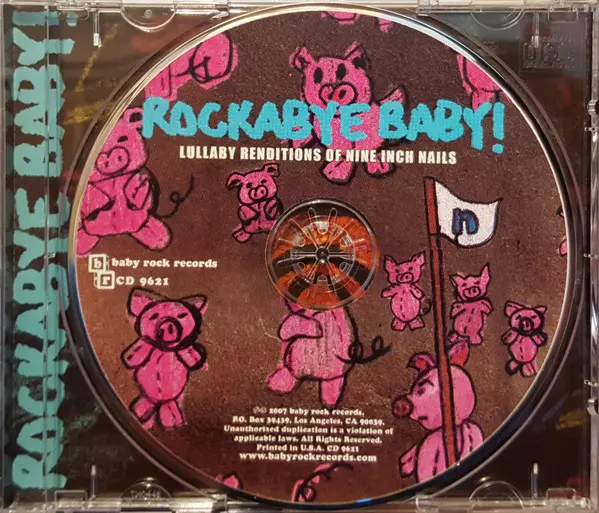 ROCKABYE BABY!
ROCKABYE BABY!
LULLABY RENDITIONS OF NINE INCH NAILS
n
b baby rock records
r CD 9621
℗© 2007 baby rock records,
P.O. Box 39439, Los Angeles, CA 90039.
Unauthorised duplication is a violation of
applicable laws. All Rights Reserved.
Printed in U.S.A. CD 9621
www.babyrockrecords.com